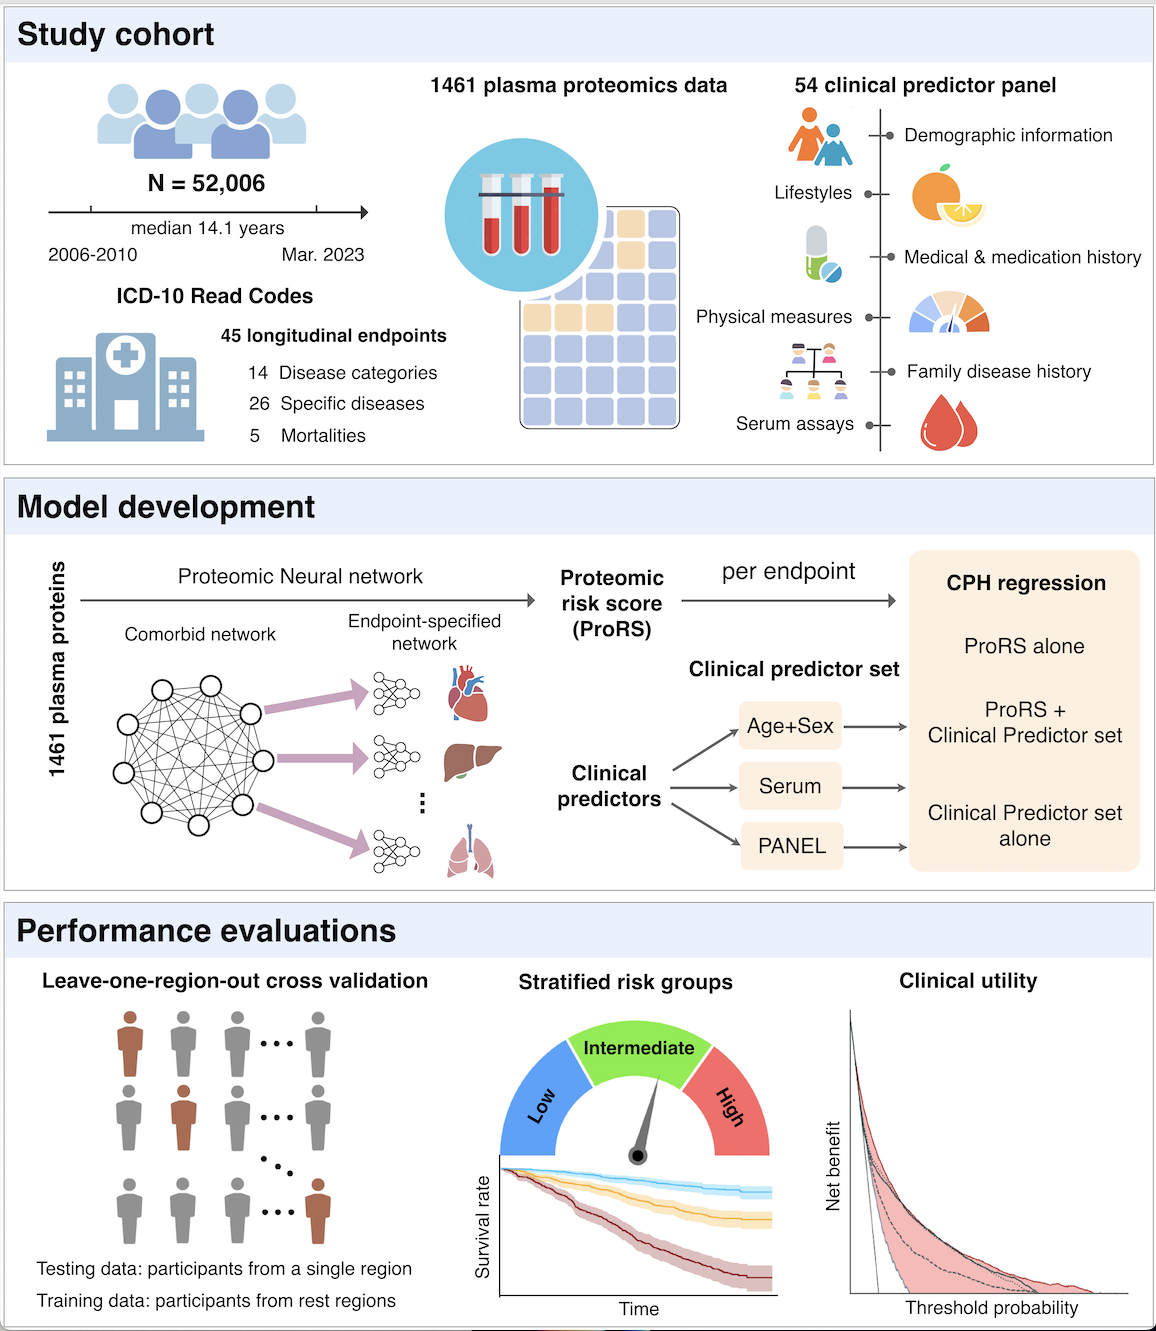 Study cohort
N = 52,006
median 14.1 years
2006-2010
Mar. 2023
ICD-10 Read Codes
45 longitudinal endpoints
14 Disease categories
26 Specific diseases
5 Mortalities
1461 plasma proteomics data
54 clinical predictor panel
Demographic information
Lifestyles
Medical & medication history
Physical measures
Family disease history
Serum assays
Model development
1461 plasma proteins
Proteomic Neural network
Comorbid network
Endpoint-specified
network
Proteomic
risk score
(ProRS)
per endpoint
Clinical predictor set
Clinical
predictors
Age+Sex
Serum
PANEL
CPH regression
ProRS alone
ProRS +
Clinical Predictor set
Clinical Predictor set
alone
Performance evaluations
Leave-one-region-out cross validation
Testing data: participants from a single region
Training data: participants from rest regions
Stratified risk groups
Low
Intermediate
High
Survival rate
Time
Clinical utility
Net benefit
Threshold probability